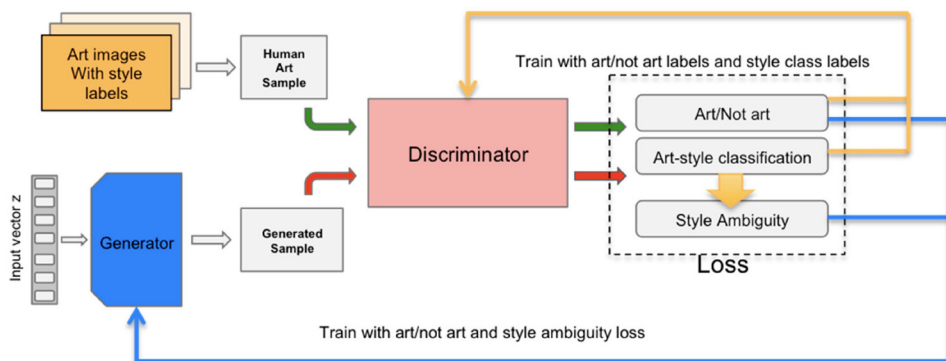 Art images
With style
labels
Human
Art
Sample
Train with art/not art labels and style class labels
Discriminator
Art/Not art
Art-style classification
Style Ambiguity
Loss
Input vector z
Generator
Generated
Sample
Train with art/not art and style ambiguity loss